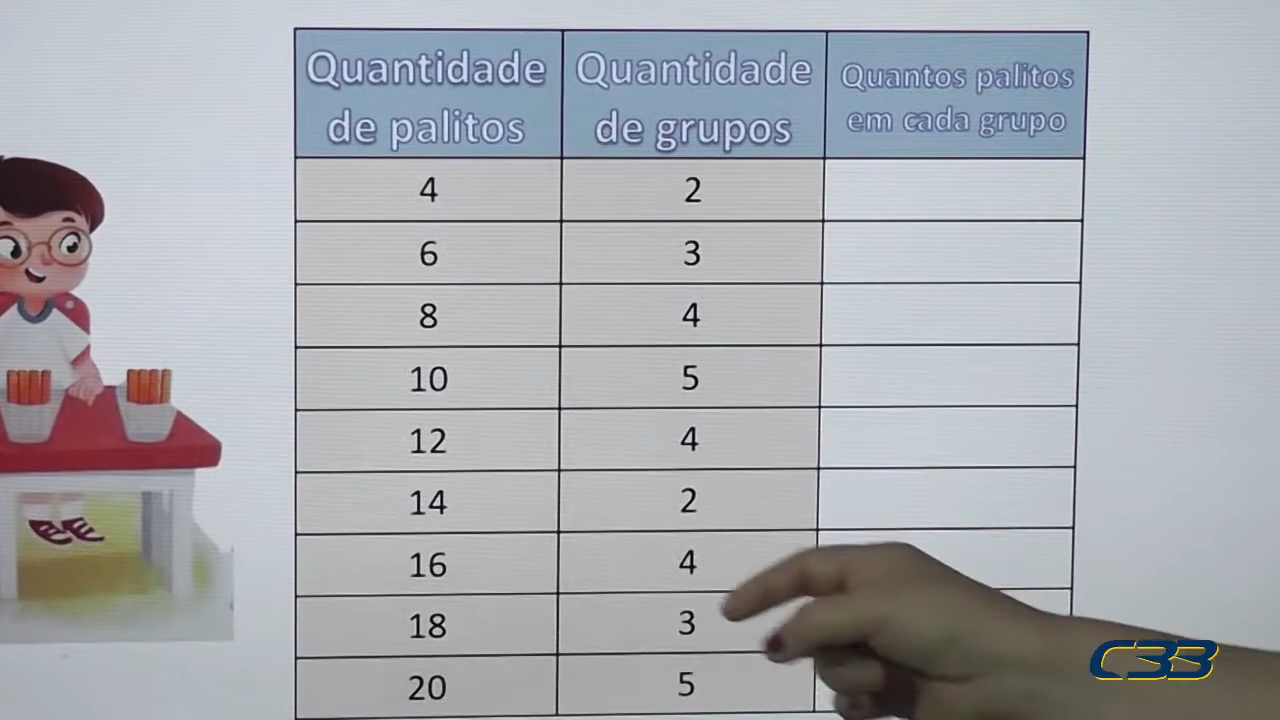 Quantidade de palitos
Quantidade de grupos
Quantos palitos em cada grupo
4 2
6 3
8 4
10 5
12 4
14 2
16 4
18 3
20 5
C33